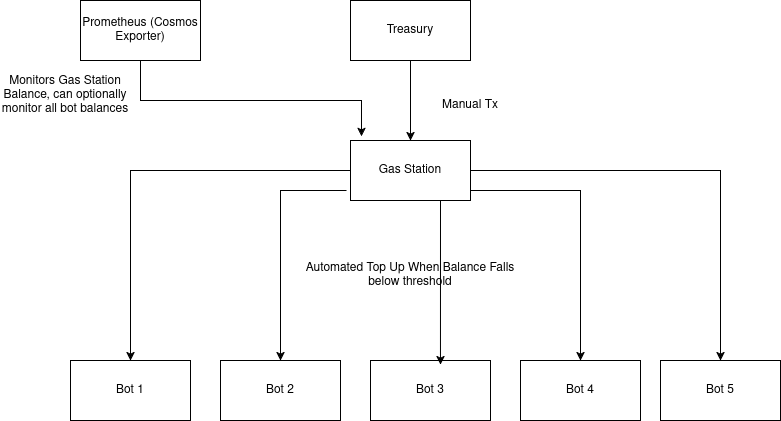 Prometheus (Cosmos
Exporter)
Treasury
Monitors Gas Station
Balance, can optionally
monitor all bot balances
Manual Tx
Gas Station
Automated Top Up When Balance Falls
below threshold
Bot 1
Bot 2
Bot 3
Bot 4
Bot 5